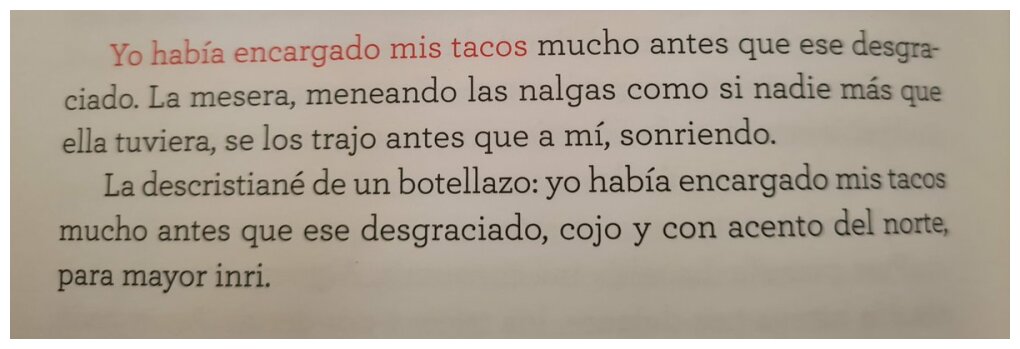 Yo había encargado mis tacos mucho antes que ese desgra-
ciado. La mesera, meneando las nalgas como si nadie más que
ella tuviera, se los trajo antes que a mí, sonriendo.
La descristiané de un botellazo: yo había encargado mis tacos
mucho antes que ese desgraciado, cojo y con acento del norte,
para mayor inri.